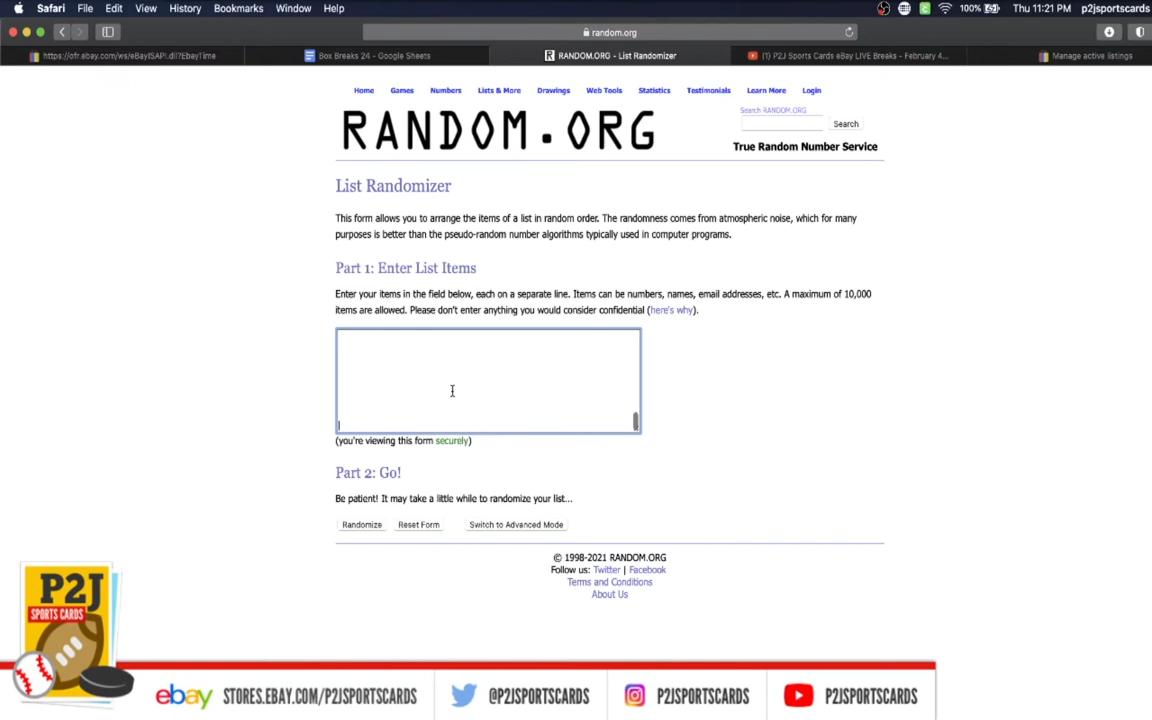 Safari File Edit View History Bookmarks Window Help 100% Thu 11:21 PM p2jsportscards
random.org
https://ofr.ebay.com/ws/eBayISAPI.dll?EbayTime Box Breaks 24 - Google Sheets RANDOM.ORG - List Randomizer (1) P2J Sports Cards eBay LIVE Breaks - February 4... Manage active listings
Home Games Numbers Lists & More Drawings Web Tools Statistics Testimonials Learn More Login
RANDOM.ORG
Search RANDOM.ORG
Search
True Random Number Service
List Randomizer
This form allows you to arrange the items of a list in random order. The randomness comes from atmospheric noise, which for many
purposes is better than the pseudo-random number algorithms typically used in computer programs.
Part 1: Enter List Items
Enter your items in the field below, each on a separate line. Items can be numbers, names, email addresses, etc. A maximum of 10,000
items are allowed. Please don't enter anything you would consider confidential (here's why).
(you're viewing this form securely)
Part 2: Go!
Be patient! It may take a little while to randomize your list...
Randomize Reset Form Switch to Advanced Mode
© 1998-2021 RANDOM.ORG
Follow us: Twitter | Facebook
Terms and Conditions
About Us
P2J
SPORTS CARDS
ebay STORES.EBAY.COM/P2JSPORTSCARDS @P2JSPORTSCARDS P2JSPORTSCARDS P2JSPORTSCARDS